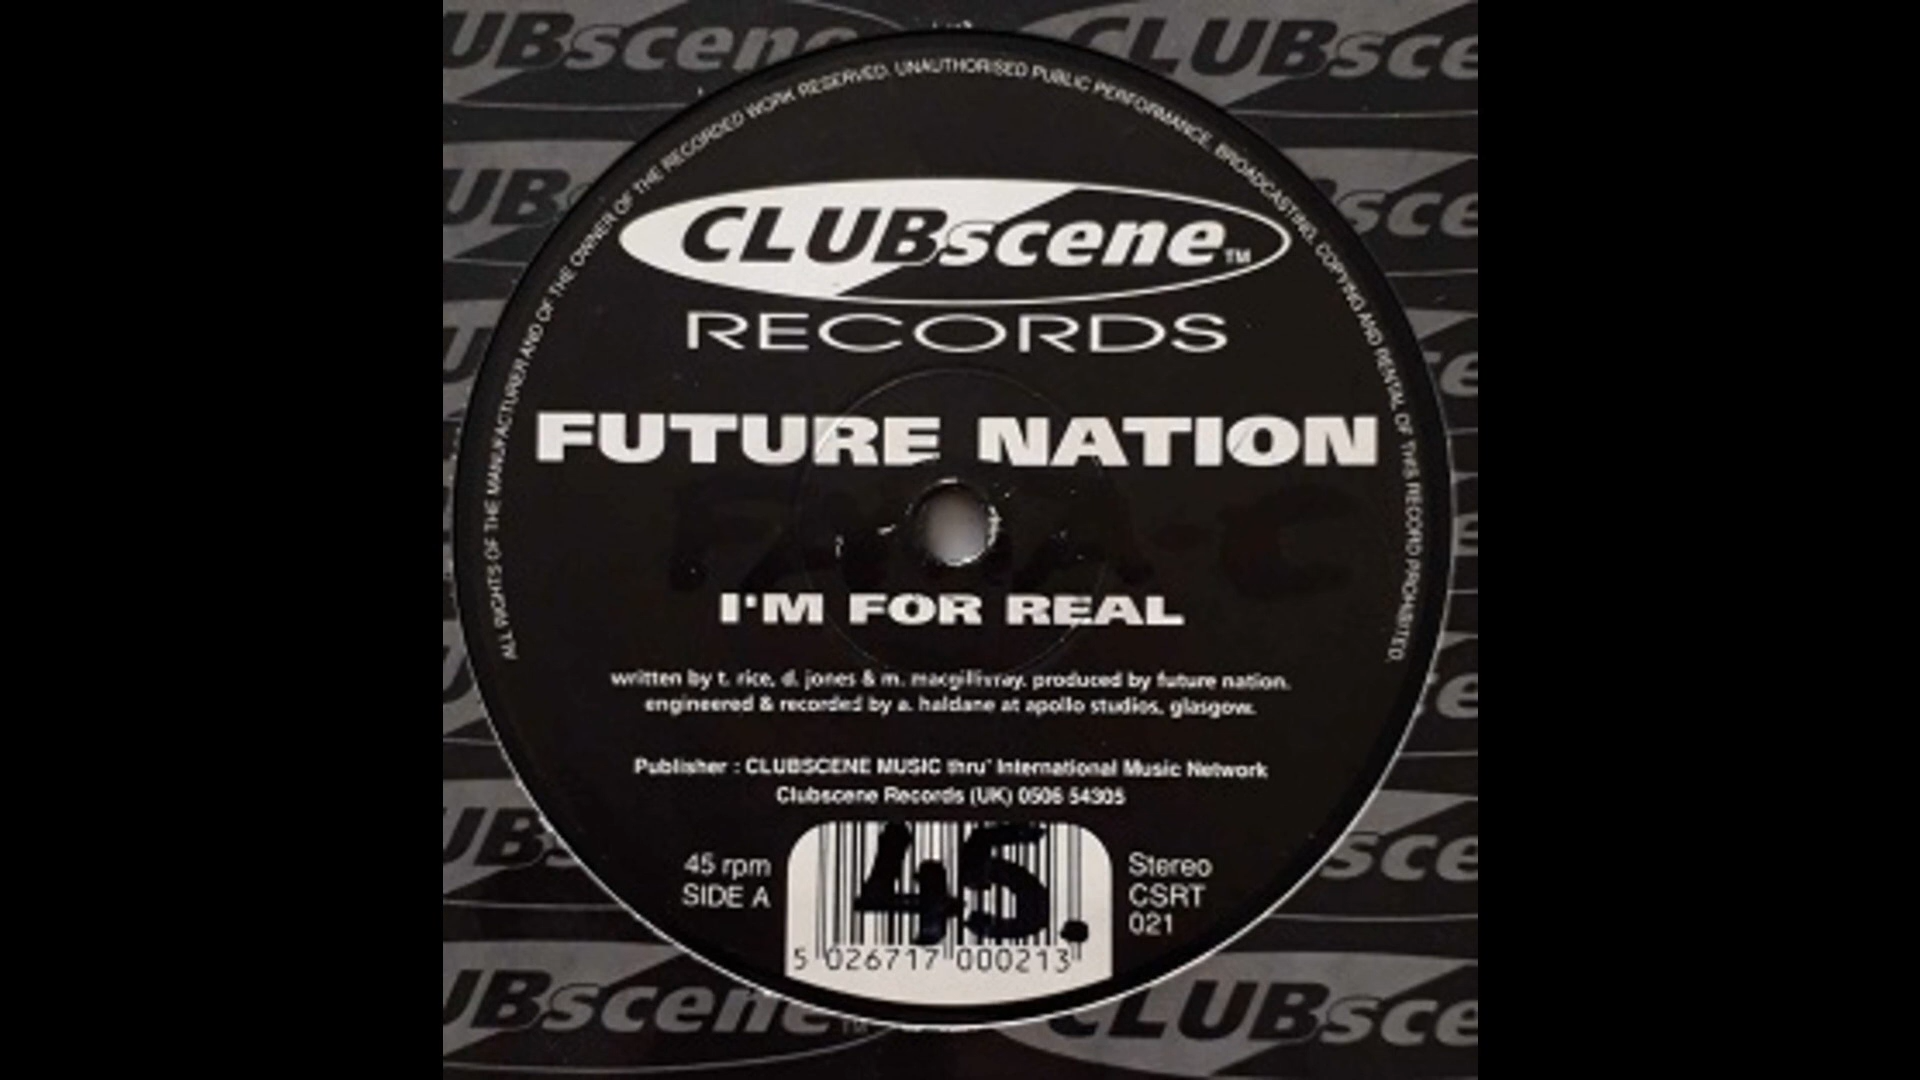 ALL RIGHTS OF THE MANUFACTURER AND OF THE OWNER OF THE RECORDED WORK RESERVED. UNAUTHORISED PUBLIC PERFORMANCE, BROADCASTING, COPYING AND RENTAL OF THIS RECORD PROHIBITED.
CLUBscene TM
RECORDS
FUTURE NATION
I'M FOR REAL
written by t. rice, d. jones & m. macgillivray. produced by future nation.
engineered & recorded by a. haldane at apollo studios, glasgow.
Publisher : CLUBSCENE MUSIC thru' International Music Network
Clubscene Records (UK) 0506 54305
45 rpm
SIDE A
45.
5 026717 000213
Stereo
CSRT
021